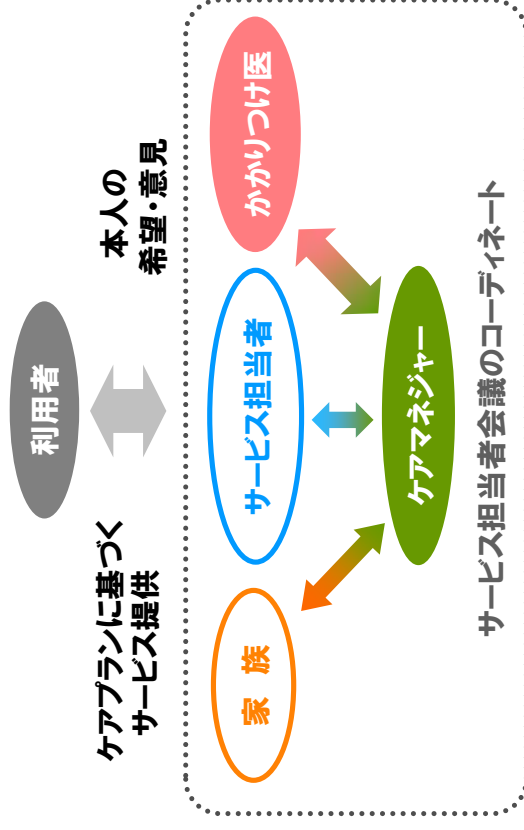 利用者
ケアプランに基づく
サービス提供
本人の
希望・意見
家 族
サービス担当者
かかりつけ医
ケアマネジャー
サービス担当者会議のコーディネート